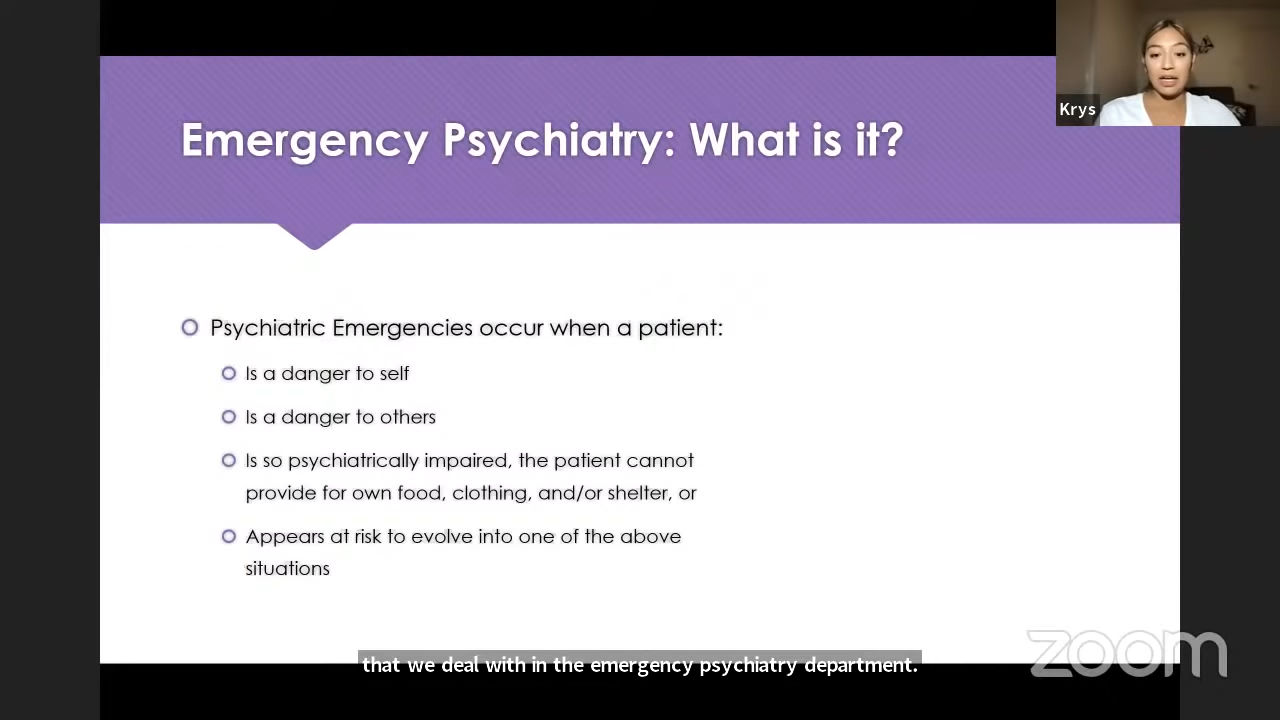 Krys
Emergency Psychiatry: What is it?
Psychiatric Emergencies occur when a patient:
Is a danger to self
Is a danger to others
Is so psychiatrically impaired, the patient cannot
provide for own food, clothing, and/or shelter, or
Appears at risk to evolve into one of the above
situations
that we deal with in the emergency psychiatry department.
zoom